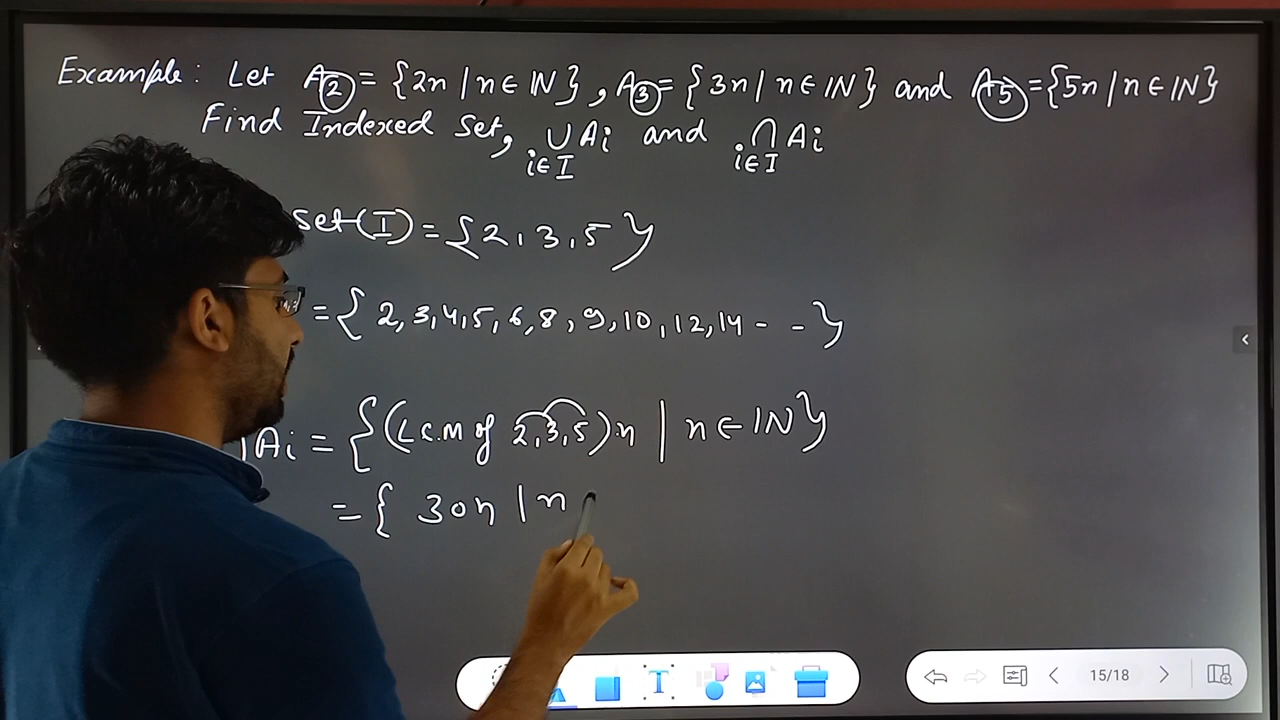 Example: Let A2 = {2n | n ∈ IN}, A3 = {3n | n ∈ IN} and A5 = {5n | n ∈ IN}
Find Indexed Set, ∪ Ai and ∩ Ai
i∈I i∈I
Set(I) = {2,3,5}
= {2,3,4,5,6,8,9,10,12,14 - - }
Ai = {(L.C.M of 2,3,5)n | n ∈ IN}
= { 30n | n
T 15/18